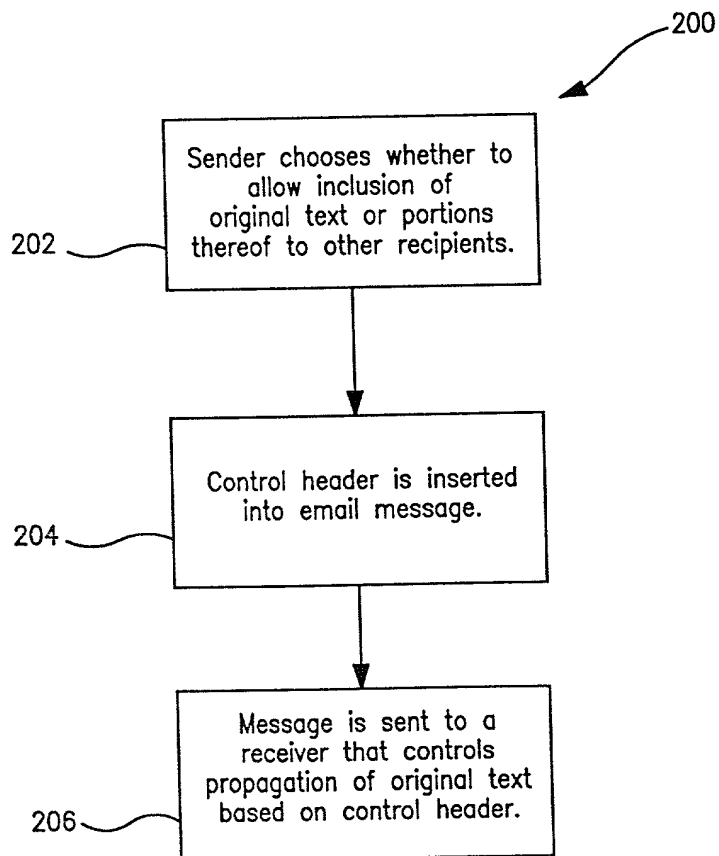 200
Sender chooses whether to
allow inclusion of
original text or portions
thereof to other recipients.
202
Control header is inserted
into email message.
204
Message is sent to a
receiver that controls
propagation of original text
based on control header.
206